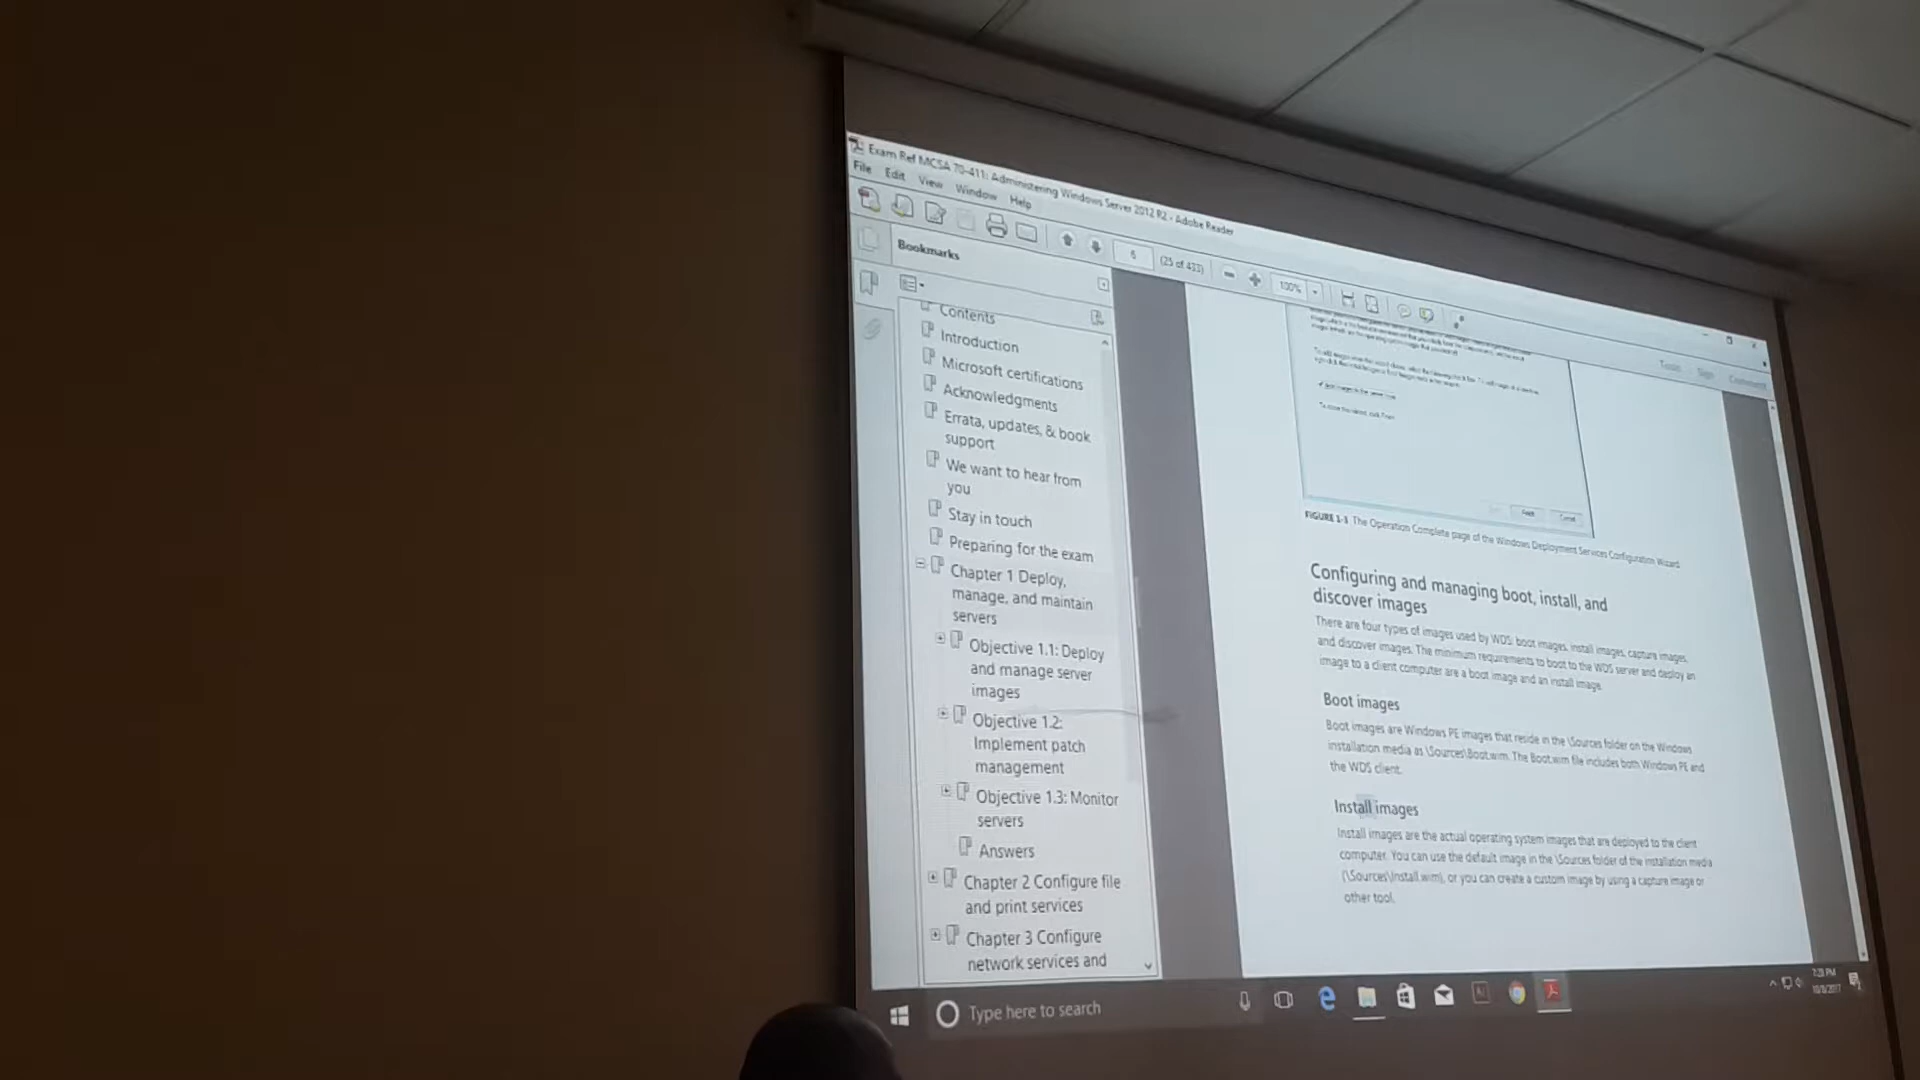 Exam Ref MCSA 70-411: Administering Windows Server 2012 R2 - Adobe Reader
File Edit View Window Help
6 (25 of 433) 100%
Tools Sign Comment
Bookmarks
Contents
Introduction
Microsoft certifications
Acknowledgments
Errata, updates, & book
support
We want to hear from
you
Stay in touch
Preparing for the exam
Chapter 1 Deploy,
manage, and maintain
servers
Objective 1.1: Deploy
and manage server
images
Objective 1.2:
Implement patch
management
Objective 1.3: Monitor
servers
Answers
Chapter 2 Configure file
and print services
Chapter 3 Configure
network services and
Finish Cancel
FIGURE 1-3 The Operation Complete page of the Windows Deployment Services Configuration Wizard
Configuring and managing boot, install, and
discover images
There are four types of images used by WDS: boot images, install images, capture images,
and discover images. The minimum requirements to boot to the WDS server and deploy an
image to a client computer are a boot image and an install image.
Boot images
Boot images are Windows PE images that reside in the \Sources folder on the Windows
installation media as \Sources\Boot.wim. The Boot.wim file includes both Windows PE and
the WDS client.
Install images
Install images are the actual operating system images that are deployed to the client
computer. You can use the default image in the \Sources folder of the installation media
(\Sources\Install.wim), or you can create a custom image by using a capture image or
other tool.
Type here to search
7:28 PM
10/8/2017